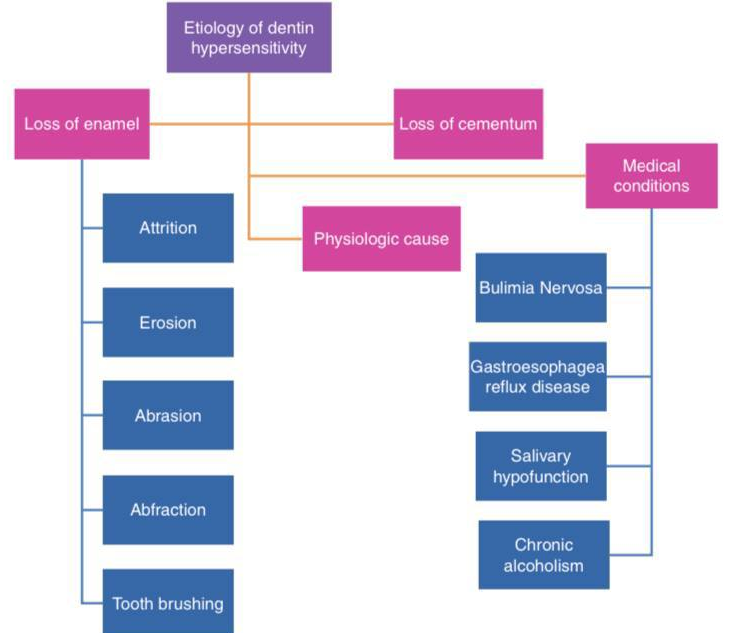 Etiology of dentin
hypersensitivity
Loss of enamel
Loss of cementum
Medical
conditions
Attrition
Physiologic cause
Bulimia Nervosa
Erosion
Gastroesophagea
reflux disease
Abrasion
Salivary
hypofunction
Abfraction
Chronic
alcoholism
Tooth brushing